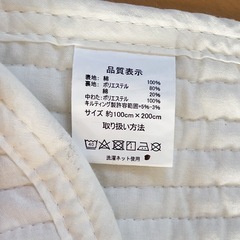 品質表示
表地: 綿 100%
裏地: ポリエステル 80%
綿 20%
中わた: ポリエステル 100%
キルティング製許容範囲+5%-3%
サイズ 約100cm×200cm
取り扱い方法
洗濯ネット使用